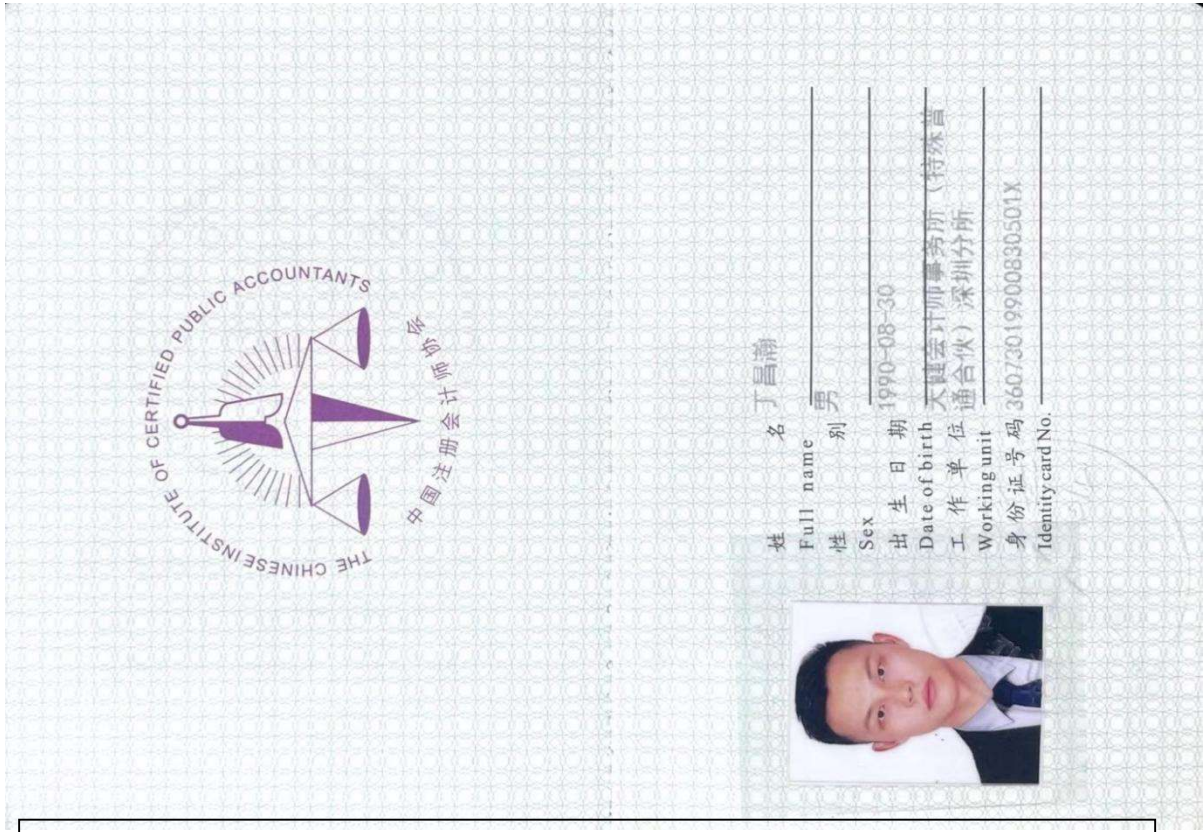 THE CHINESE INSTITUTE OF CERTIFIED PUBLIC ACCOUNTANTS
中国注册会计师协会
姓 名 丁昌瀚
Full name
性 别 男
Sex
出 生 日 期 1990-08-30
Date of birth
工 作 单 位 天健会计师事务所（特殊普
通合伙）深圳分所
Working unit
身 份 证 号 码 36073019900830501X
Identity card No.